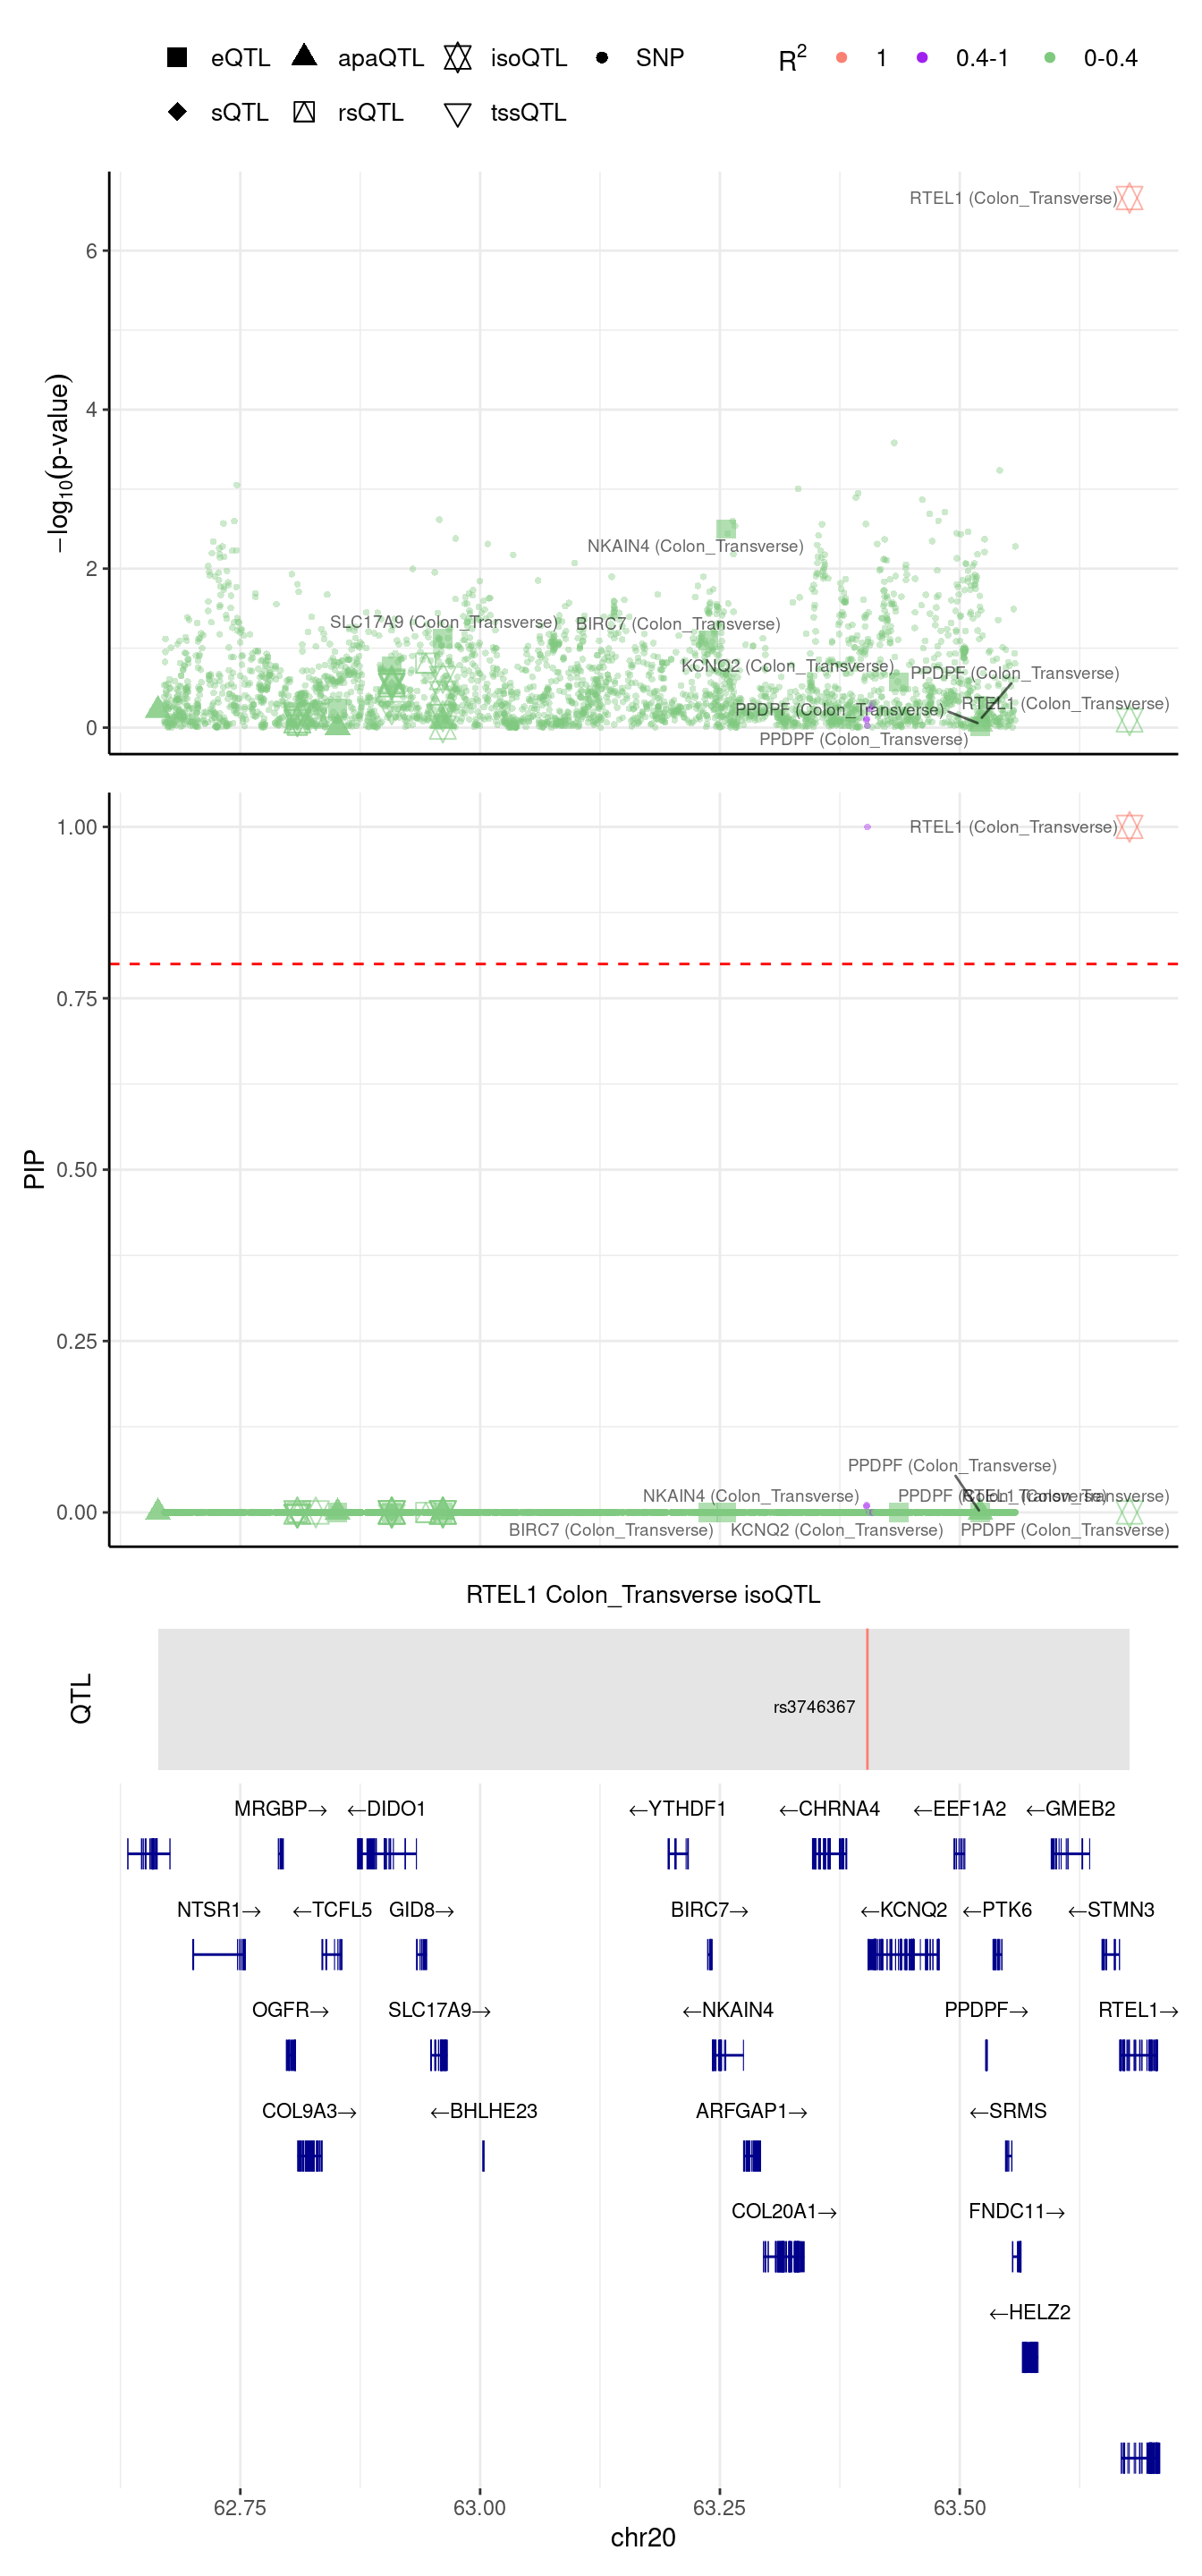 eQTL apaQTL isoQTL SNP R2 1 0.4-1 0-0.4
sQTL rsQTL tssQTL
RTEL1 (Colon_Transverse)
6
4
−log10(p-value)
NKAIN4 (Colon_Transverse)
2
SLC17A9 (Colon_Transverse) BIRC7 (Colon_Transverse)
KCNQ2 (Colon_Transverse) PPDPF (Colon_Transverse)
PPDPF (Colon_Transverse) RTEL1 (Colon_Transverse)
0
PPDPF (Colon_Transverse)
1.00 RTEL1 (Colon_Transverse)
0.75
PIP
0.50
0.25
PPDPF (Colon_Transverse)
NKAIN4 (Colon_Transverse) PPDPF (Colon_Transverse) RTEL1 (Colon_Transverse)
0.00
BIRC7 (Colon_Transverse) KCNQ2 (Colon_Transverse) PPDPF (Colon_Transverse)
RTEL1 Colon_Transverse isoQTL
QTL
rs3746367
MRGBP→ ←DIDO1 ←YTHDF1 ←CHRNA4 ←EEF1A2 ←GMEB2
NTSR1→ ←TCFL5 GID8→ BIRC7→ ←KCNQ2 ←PTK6 ←STMN3
OGFR→ SLC17A9→ ←NKAIN4 PPDPF→ RTEL1→
COL9A3→ ←BHLHE23 ARFGAP1→ ←SRMS
COL20A1→ FNDC11→
←HELZ2
62.75 63.00 63.25 63.50
chr20